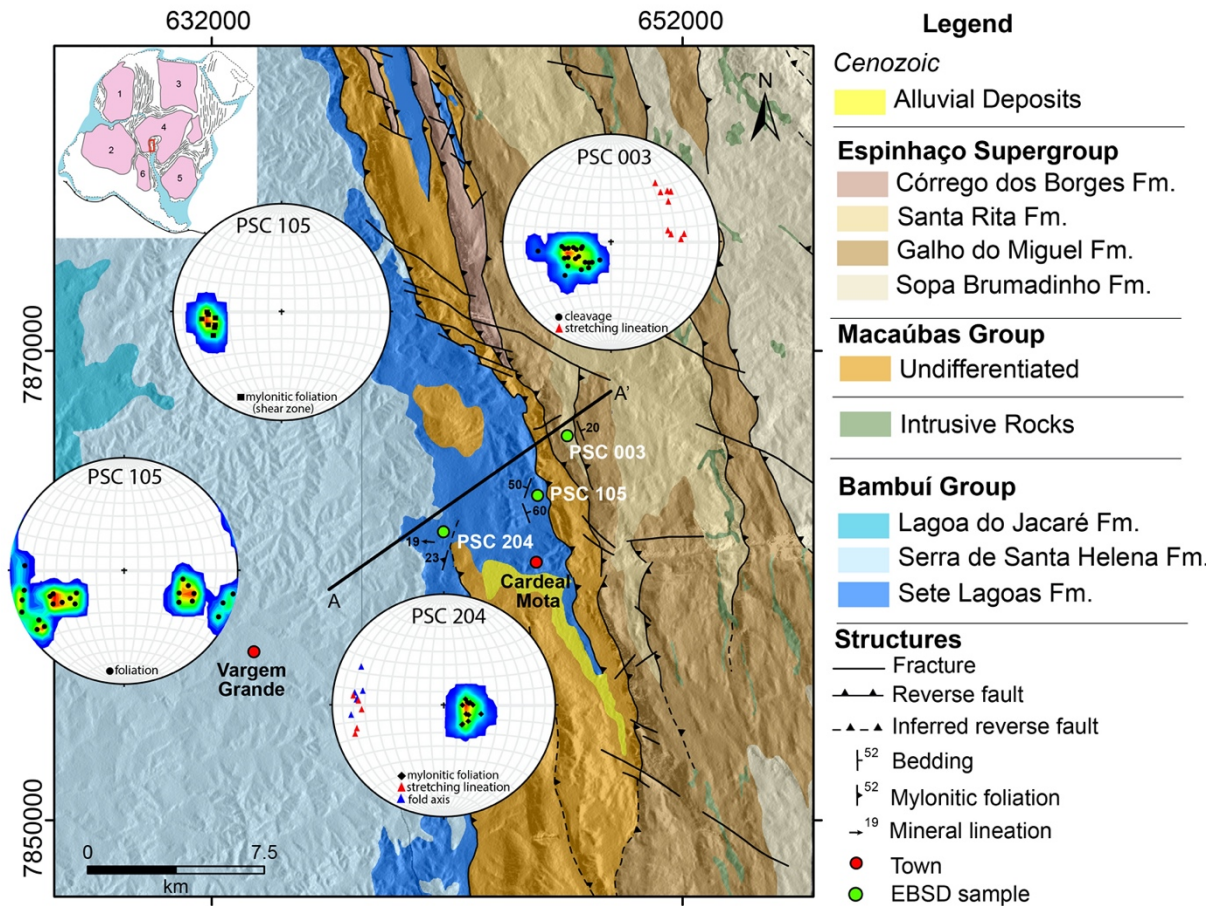 632000
652000
1
3
4
2
6
5
N
PSC 105
mylonitic foliation
(shear zone)
PSC 003
cleavage
stretching lineation
7870000
7870000
A'
20
PSC 003
50
PSC 105
60
PSC 204
19
23
Cardeal
Mota
A
PSC 105
foliation
Vargem
Grande
PSC 204
mylonitic foliation
stretching lineation
fold axis
7850000
0
7.5
km
Legend
Cenozoic
Alluvial Deposits
Espinhaço Supergroup
Córrego dos Borges Fm.
Santa Rita Fm.
Galho do Miguel Fm.
Sopa Brumadinho Fm.
Macaúbas Group
Undifferentiated
Intrusive Rocks
Bambuí Group
Lagoa do Jacaré Fm.
Serra de Santa Helena Fm.
Sete Lagoas Fm.
Structures
Fracture
Reverse fault
Inferred reverse fault
52
Bedding
52
Mylonitic foliation
19
Mineral lineation
Town
EBSD sample